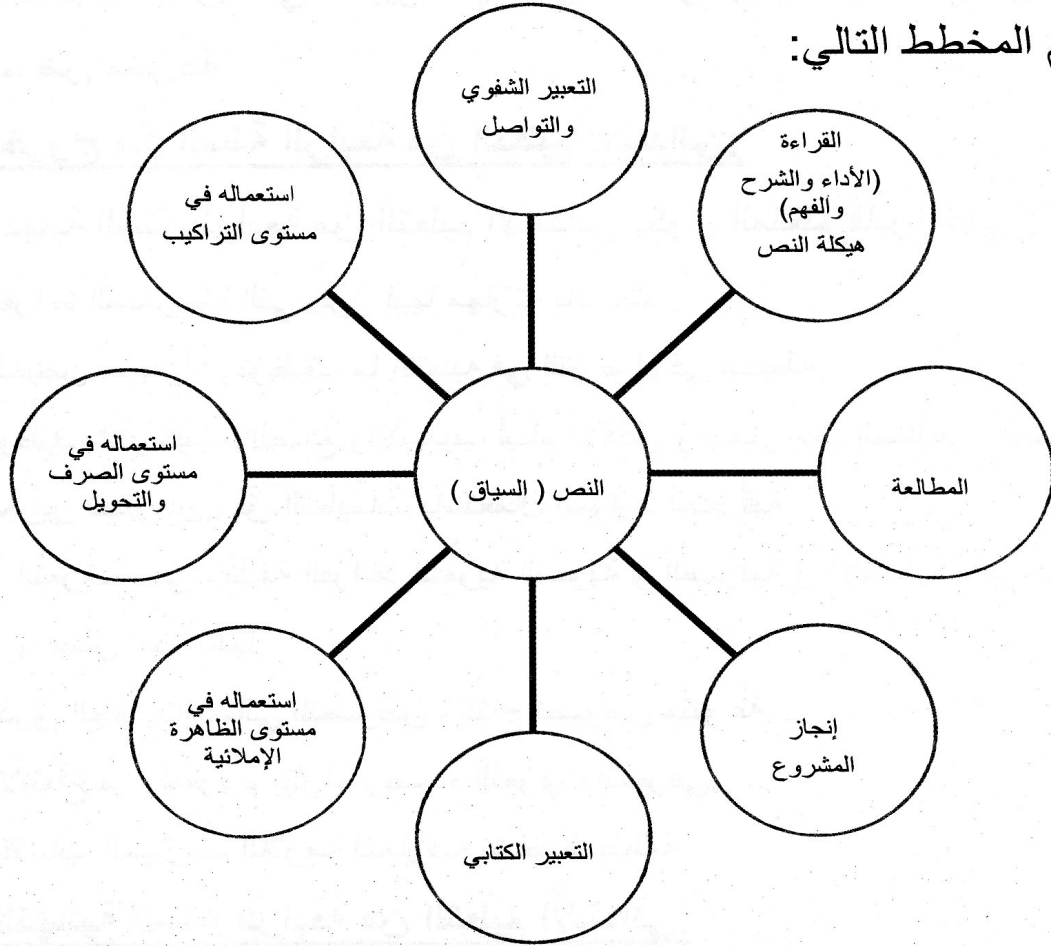 المخطط التالي:
التعبير الشفوي
والتواصل
القراءة
(الأداء والشرح
والفهم)
هيكلة النص
استعماله في
مستوى التراكيب
استعماله في
مستوى الصرف
والتحويل
النص ( السياق )
المطالعة
استعماله في
مستوى الظاهرة
الإملائية
إنجاز
المشروع
التعبير الكتابي